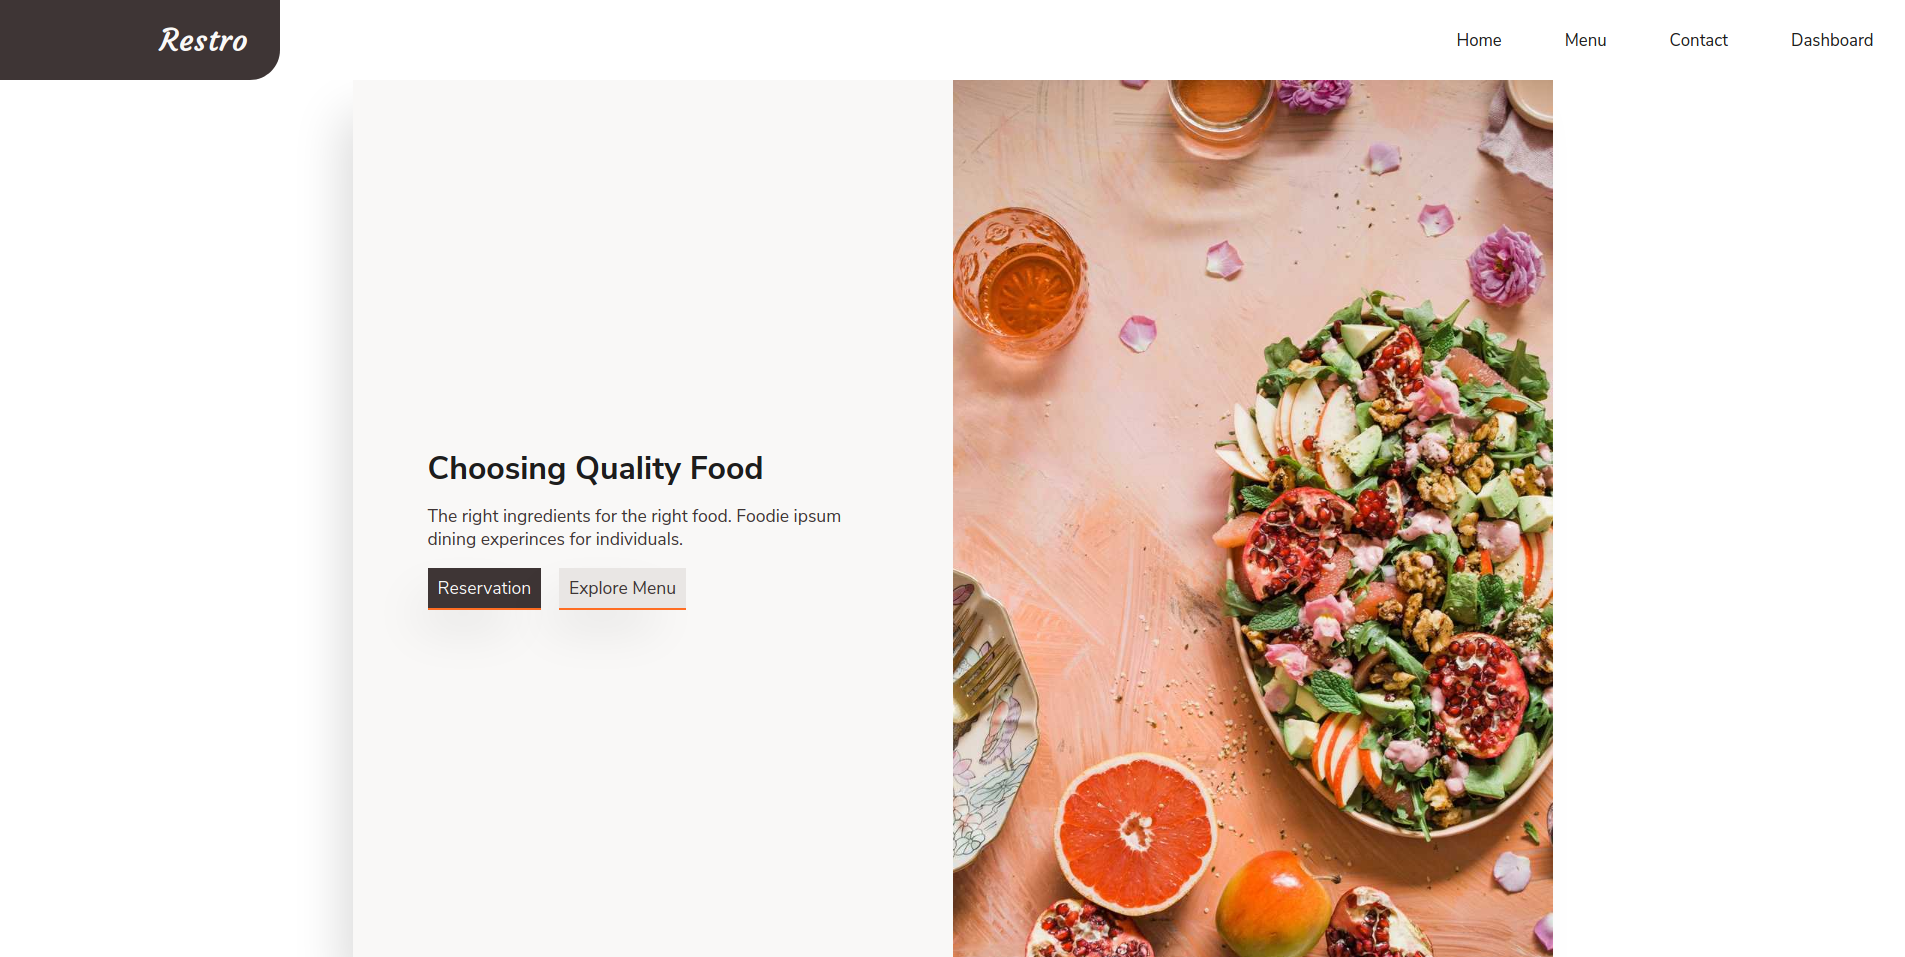 Restro
Home
Menu
Contact
Dashboard
Choosing Quality Food
The right ingredients for the right food. Foodie ipsum
dining experinces for individuals.
Reservation
Explore Menu